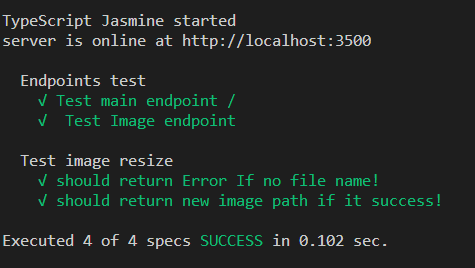 TypeScript Jasmine started
server is online at http://localhost:3500
Endpoints test
√ Test main endpoint /
√  Test Image endpoint
Test image resize
√ should return Error If no file name!
√ should return new image path if it success!
Executed 4 of 4 specs SUCCESS in 0.102 sec.